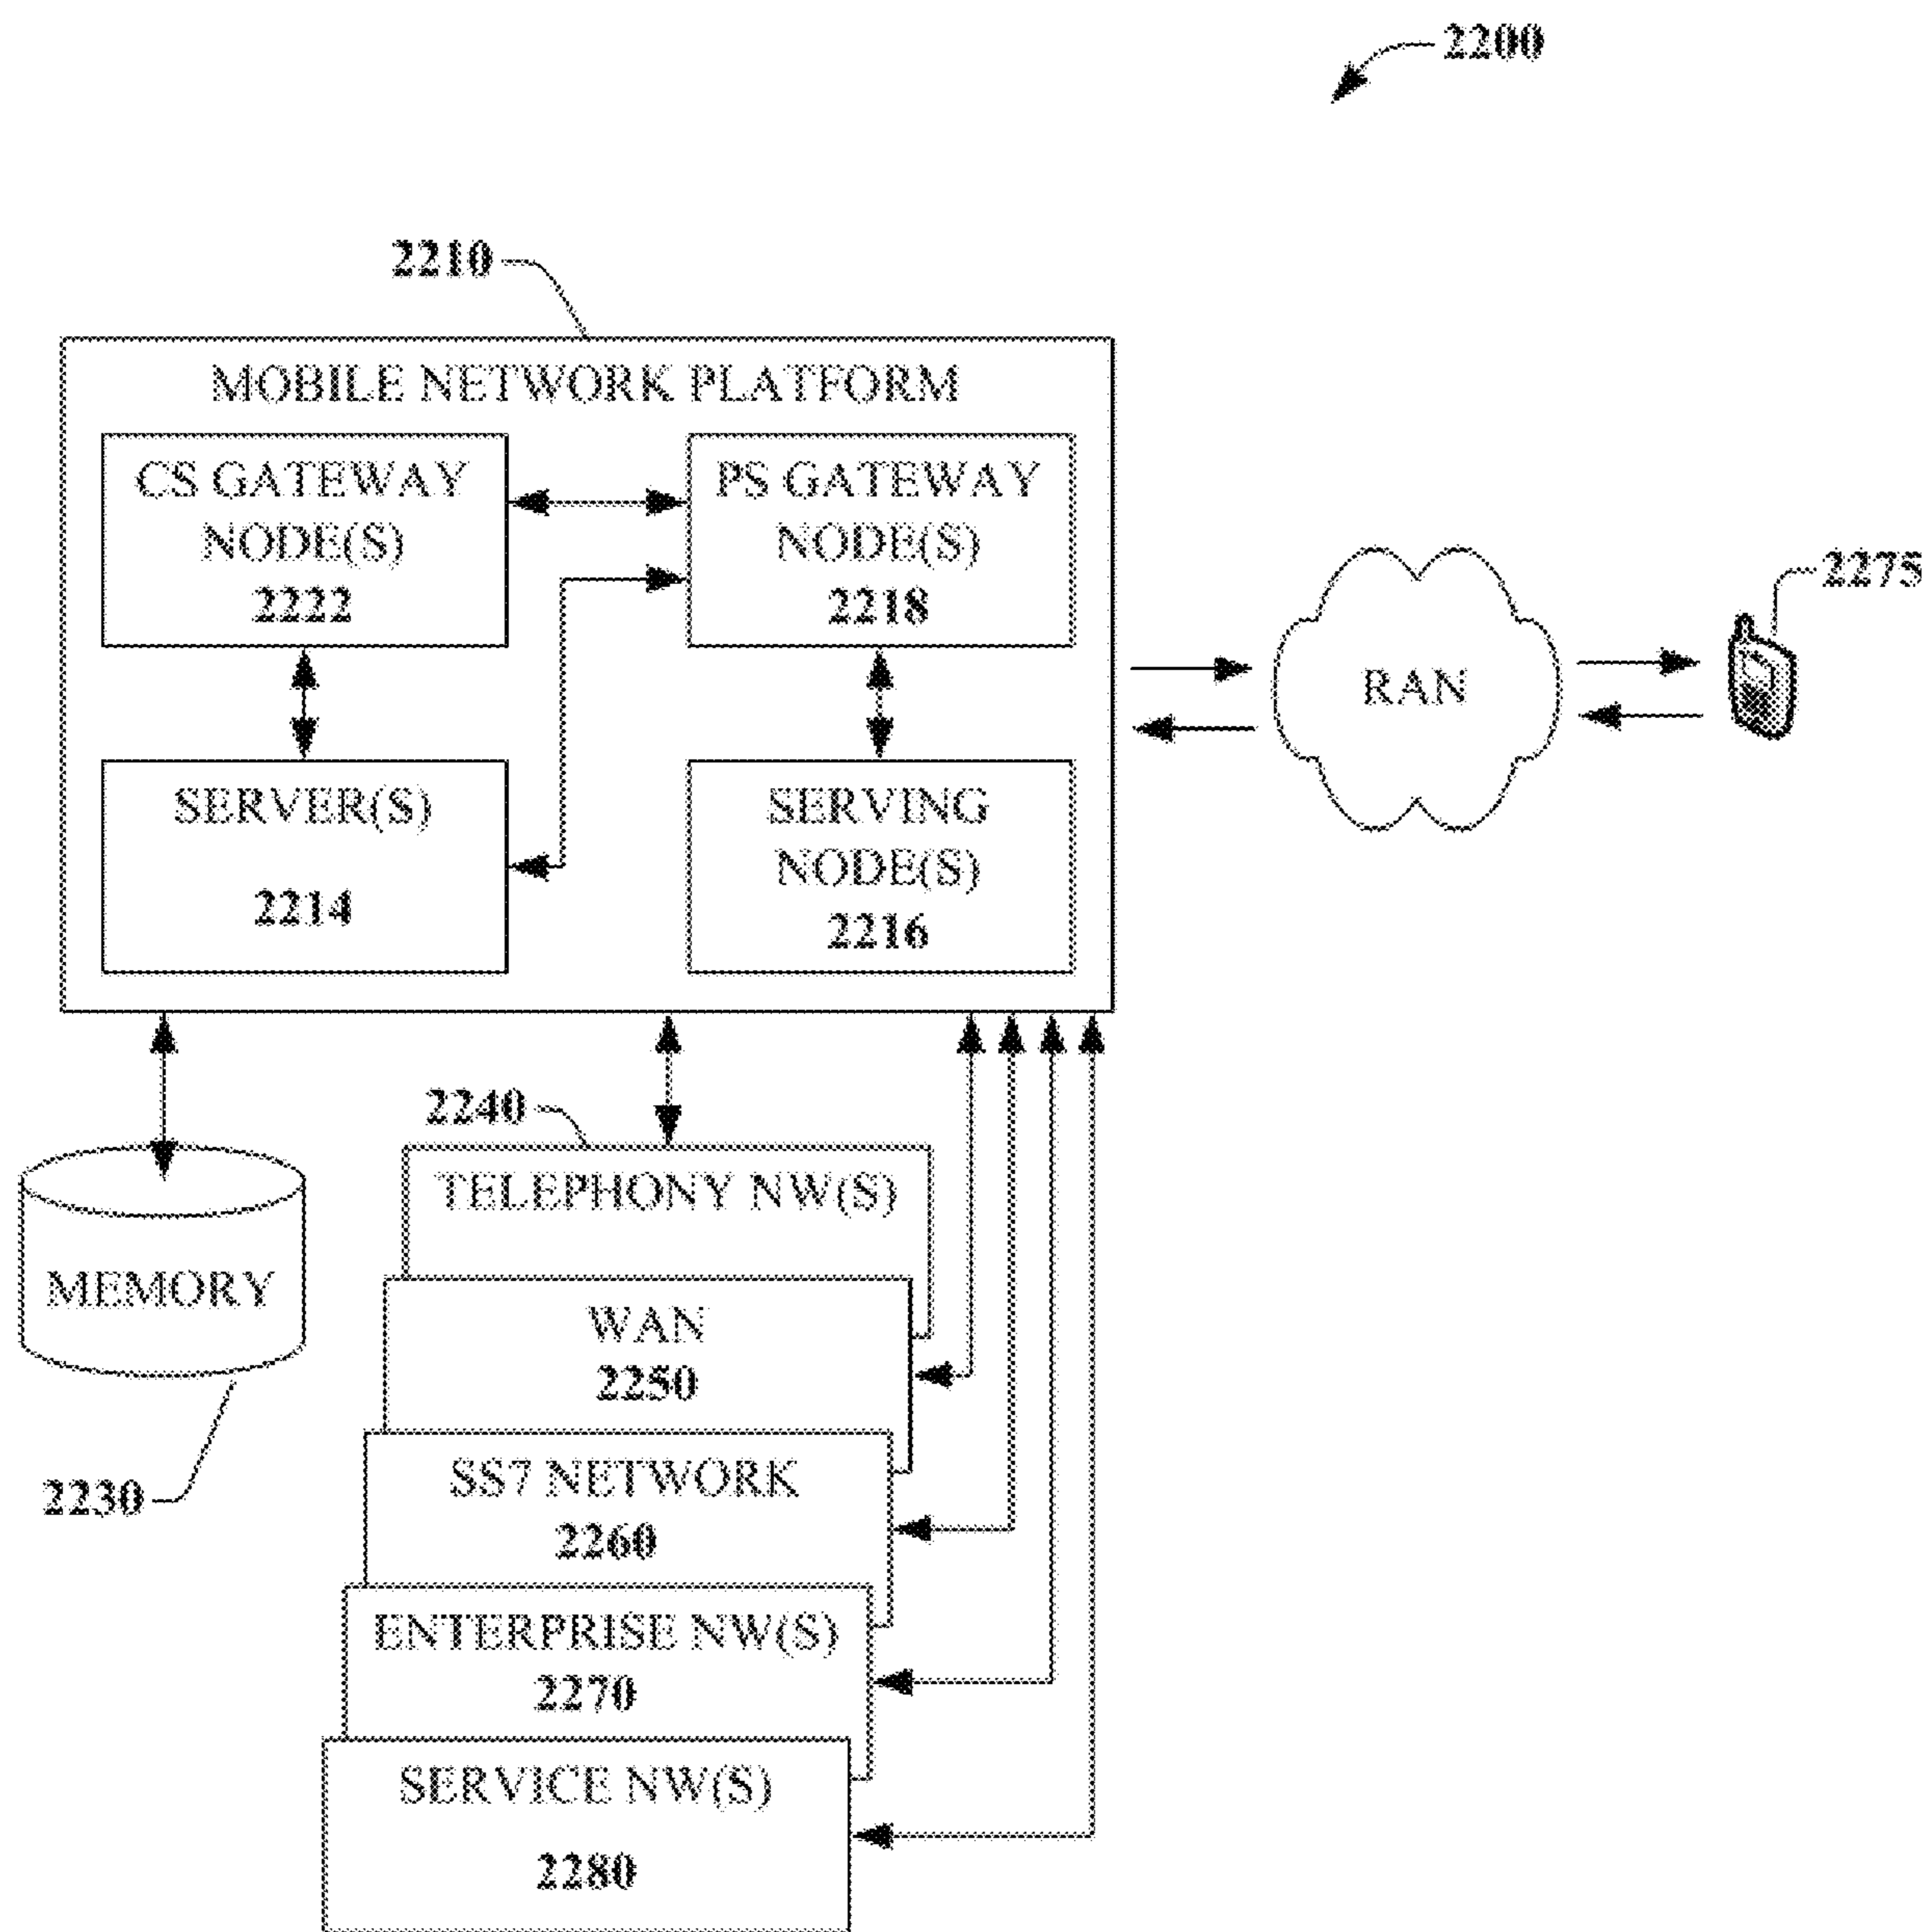 2200
2210
MOBILE NETWORK PLATFORM
CS GATEWAY
NODE(S)
2222
PS GATEWAY
NODE(S)
2218
SERVER(S)
2214
SERVING
NODE(S)
2216
RAN
2275
2240
TELEPHONY NW(S)
MEMORY
2230
WAN
2250
SS7 NETWORK
2260
ENTERPRISE NW(S)
2270
SERVICE NW(S)
2280